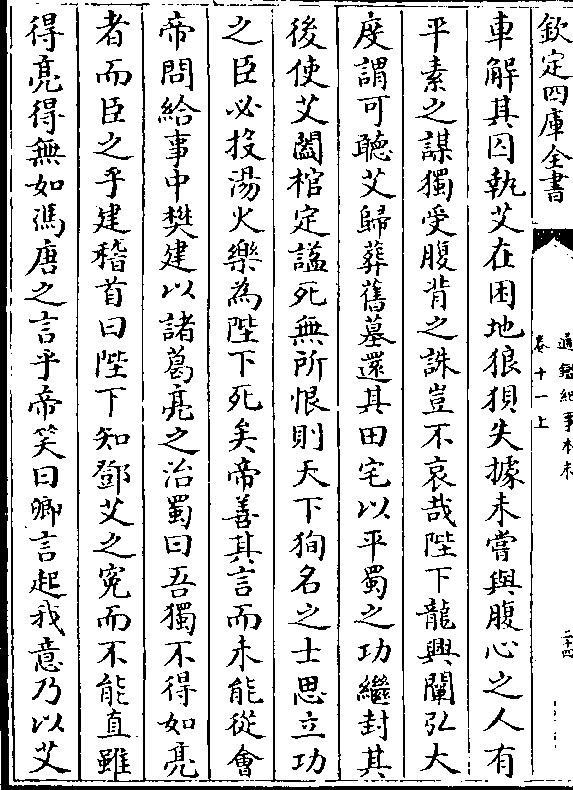 欽定四庫全書
通鑑紀事本末
卷十一上
二十四
車解其囚執艾在困地狼狽失據未嘗與腹心之人有
平素之謀獨受腹背之誅豈不哀哉陛下龍興闡弘大
度謂可聽艾歸葬舊墓還其田宅以平蜀之功繼封其
後使艾闔棺定諡死無所恨則天下狥名之士思立功
之臣必投湯火樂為陛下死矣帝善其言而未能從會
帝問給事中樊建以諸葛亮之治蜀曰吾獨不得如亮
者而臣之乎建稽首曰陛下知鄧艾之寃而不能直雖
得亮得無如馮唐之言乎帝笑曰卿言起我意乃以艾